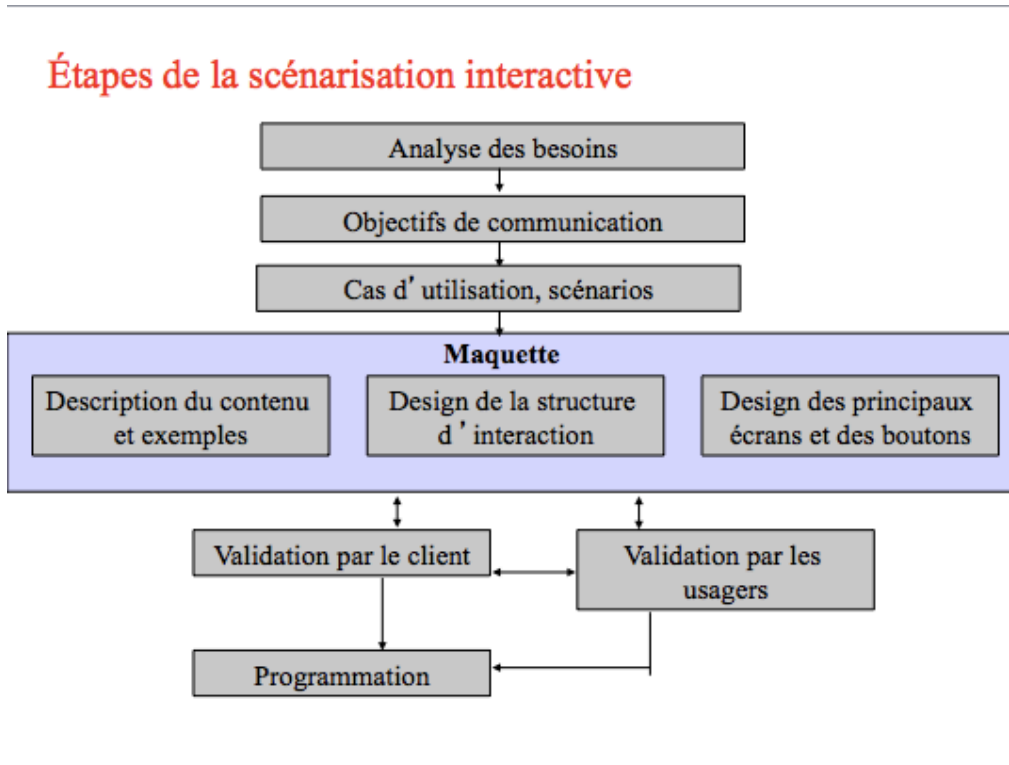 Étapes de la scénarisation interactive
Analyse des besoins
Objectifs de communication
Cas d’ utilisation, scénarios
Maquette
Description du contenu
et exemples
Design de la structure
d ’ interaction
Design des principaux
écrans et des boutons
Validation par le client
Validation par les
usagers
Programmation